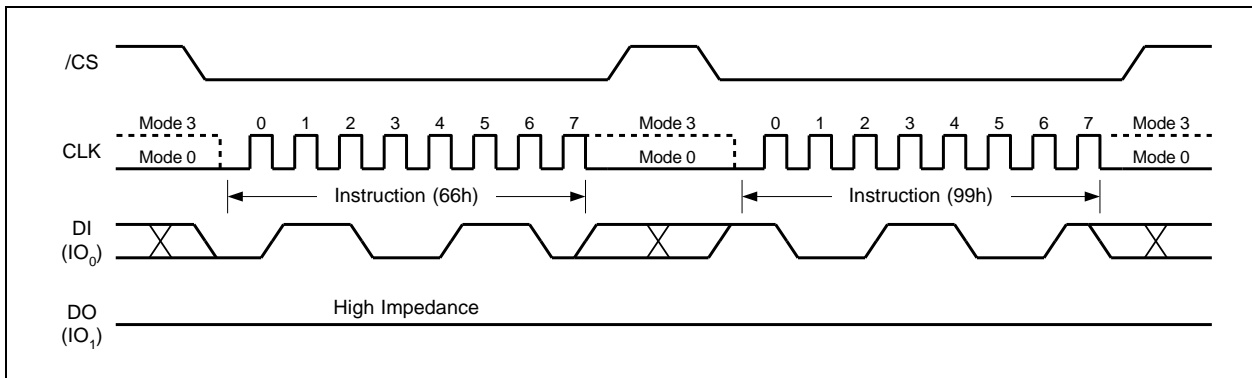 /CS
Mode 3 0 1 2 3 4 5 6 7 Mode 3 0 1 2 3 4 5 6 7 Mode 3
CLK Mode 0 Mode 0 Mode 0
Instruction (66h) Instruction (99h)
DI
(IO0)
DO High Impedance
(IO1)